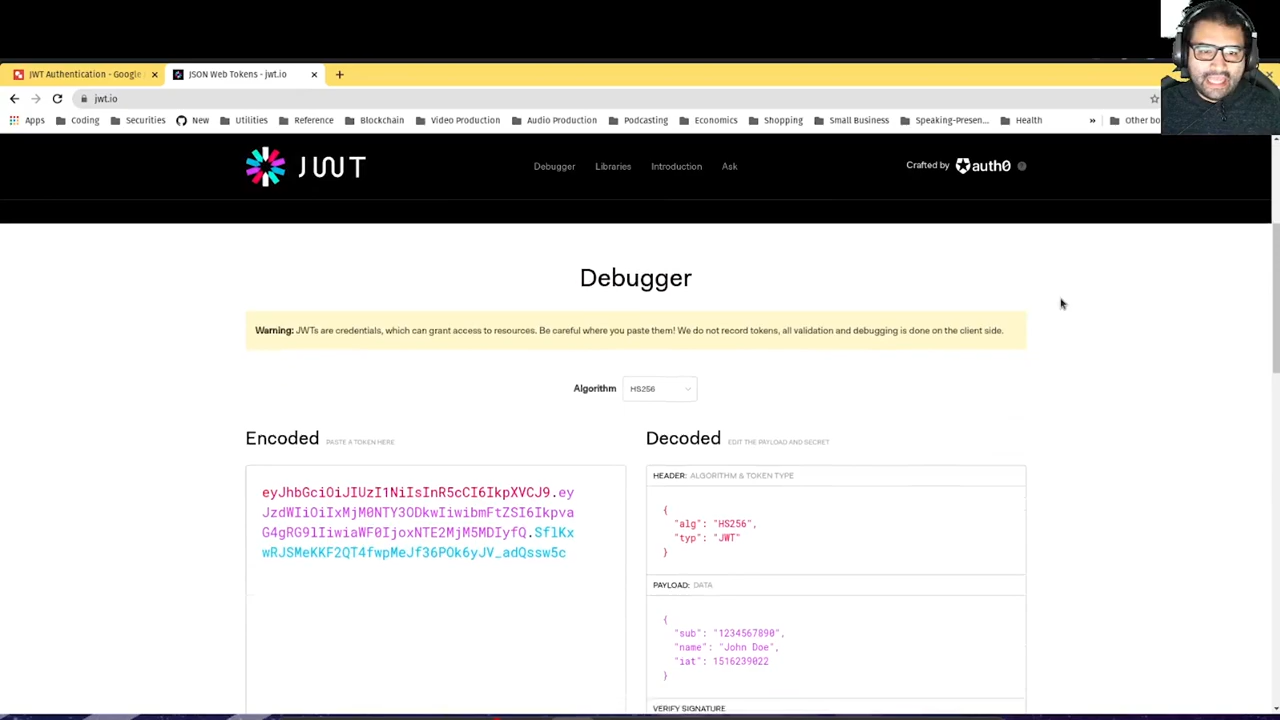 JWT Authentication - Google
JSON Web Tokens - jwt.io
jwt.io
Apps
Coding
Securities
New
Utilities
Reference
Blockchain
Video Production
Audio Production
Podcasting
Economics
Shopping
Small Business
Speaking-Presen...
Health
»
Other bo
JWT
Debugger
Libraries
Introduction
Ask
Crafted by auth0
Debugger
Warning: JWTs are credentials, which can grant access to resources. Be careful where you paste them! We do not record tokens, all validation and debugging is done on the client side.
Algorithm HS256
Encoded PASTE A TOKEN HERE
eyJhbGciOiJIUzI1NiIsInR5cCI6IkpXVCJ9.ey
JzdWIiOiIxMjM0NTY3ODkwIiwibmFtZSI6Ikpva
G4gRG9lIiwiaWF0IjoxNTE2MjM5MDIyfQ.SflKx
wRJSMeKKF2QT4fwpMeJf36POk6yJV_adQssw5c
Decoded EDIT THE PAYLOAD AND SECRET
HEADER: ALGORITHM & TOKEN TYPE
{
"alg": "HS256",
"typ": "JWT"
}
PAYLOAD: DATA
{
"sub": "1234567890",
"name": "John Doe",
"iat": 1516239022
}
VERIFY SIGNATURE